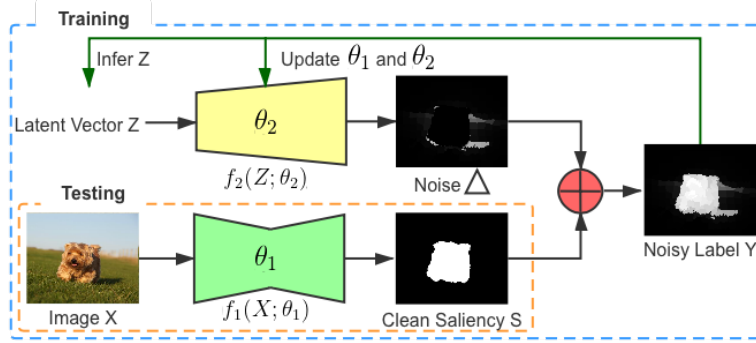 Training
Infer Z
Update θ₁ and θ₂
Latent Vector Z
θ₂
f₂(Z; θ₂)
Noise △
Testing
θ₁
f₁(X; θ₁)
Image X
Clean Saliency S
Noisy Label Y